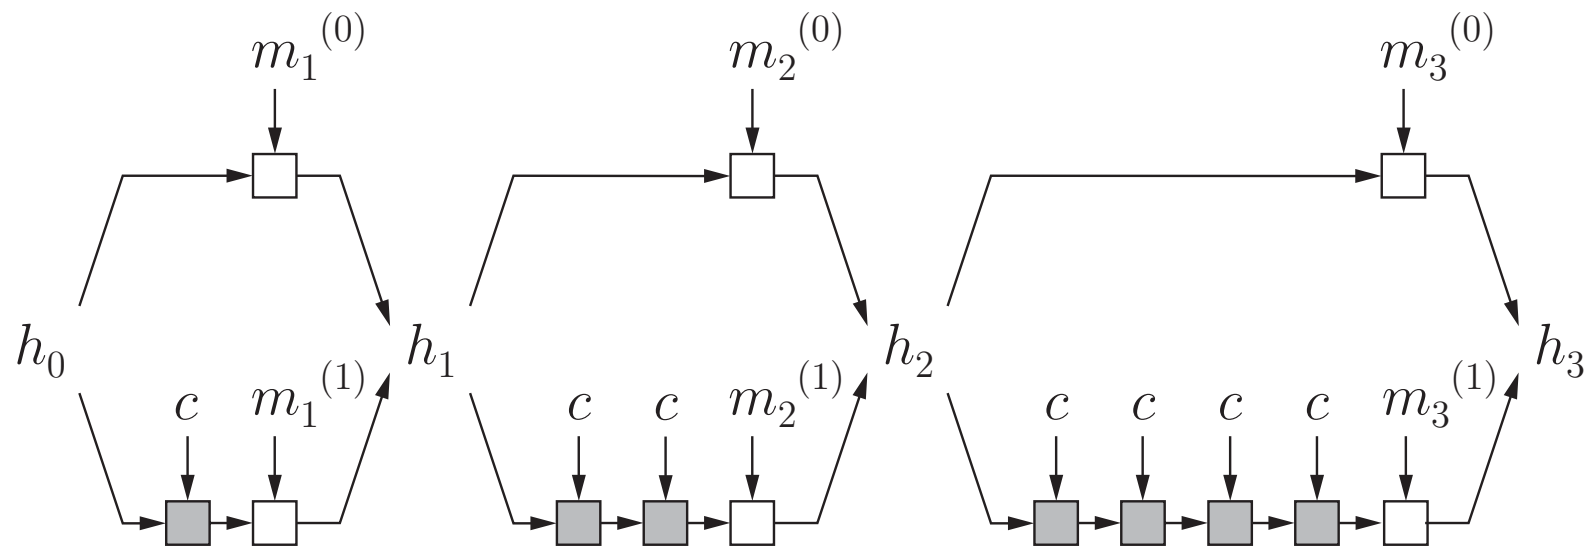 m₁⁽⁰⁾ m₂⁽⁰⁾ m₃⁽⁰⁾
h₀ h₁ h₂ h₃
c m₁⁽¹⁾ c c m₂⁽¹⁾ c c c c m₃⁽¹⁾